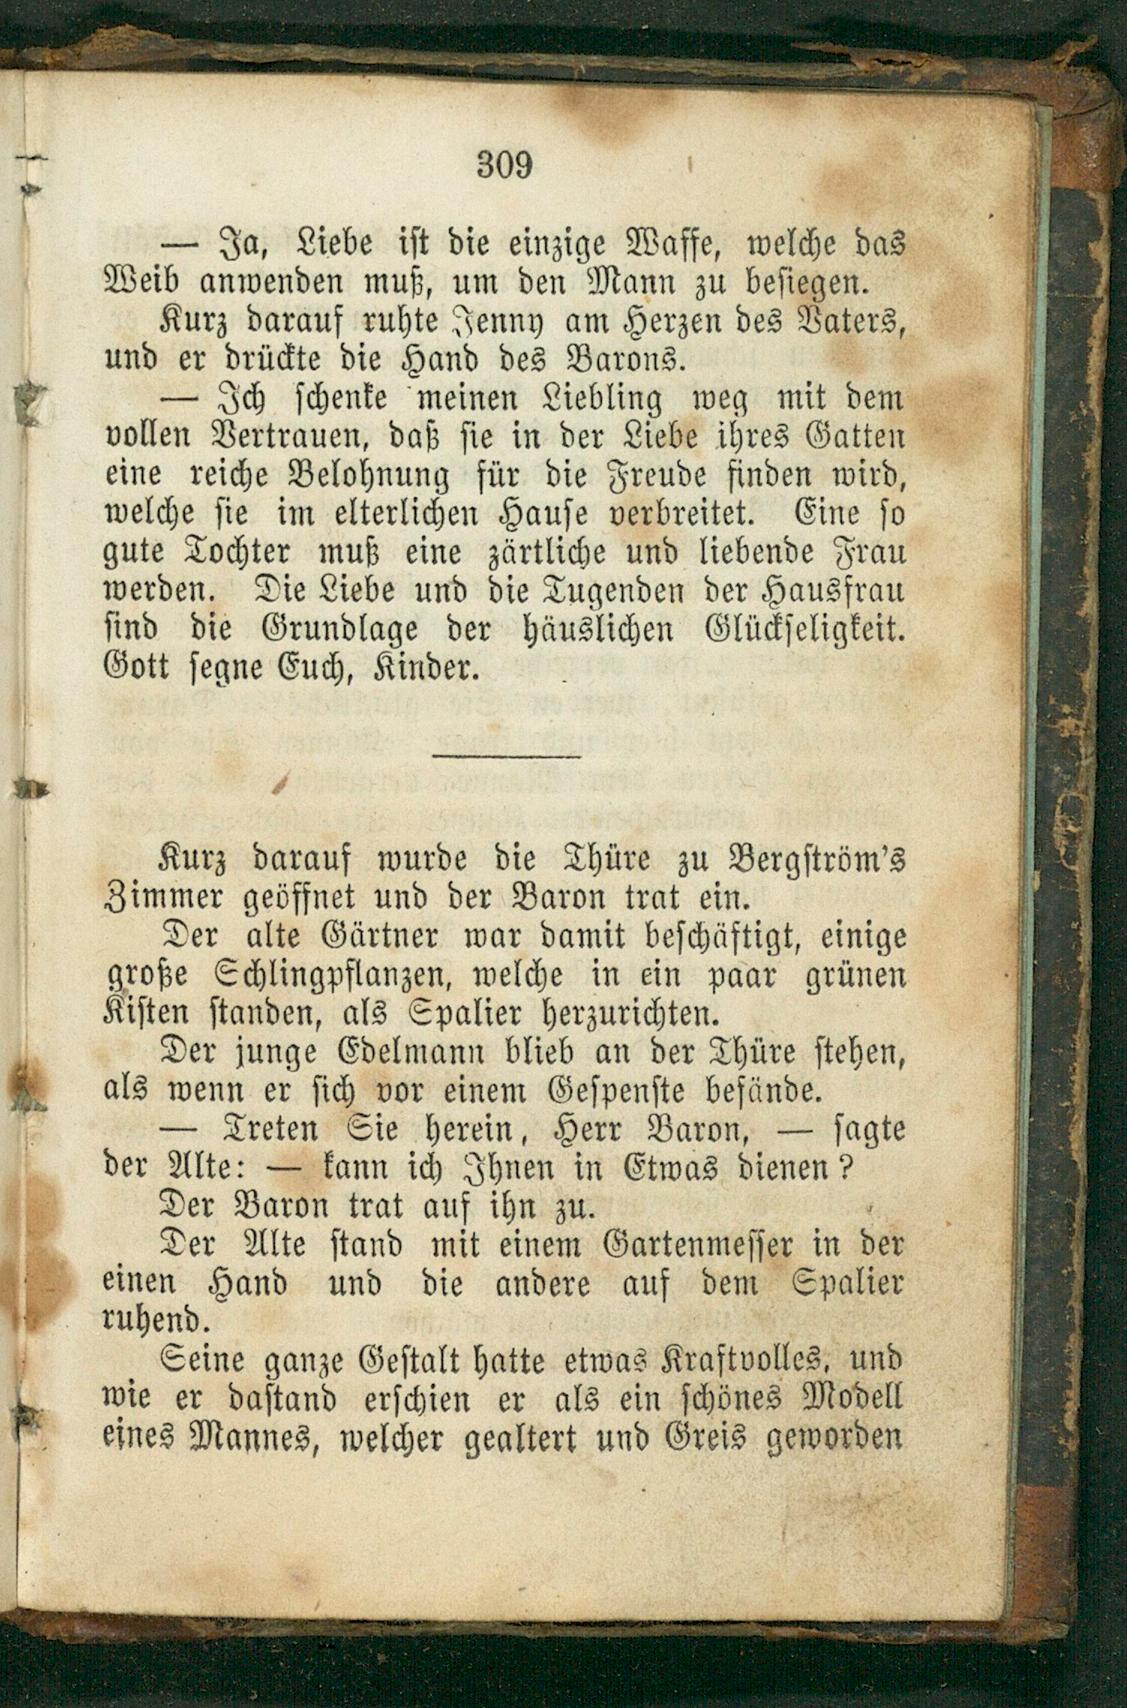 309
— Ja, Liebe ist die einzige Waffe, welche das
Weib anwenden muß, um den Mann zu besiegen.
Kurz darauf ruhte Jenny am Herzen des Vaters,
und er drückte die Hand des Barons.
— Ich schenke meinen Liebling weg mit dem
vollen Vertrauen, daß sie in der Liebe ihres Gatten
eine reiche Belohnung für die Freude finden wird,
welche sie im elterlichen Hause verbreitet. Eine so
gute Tochter muß eine zärtliche und liebende Frau
werden. Die Liebe und die Tugenden der Hausfrau
sind die Grundlage der häuslichen Glückseligkeit.
Gott segne Euch, Kinder.
Kurz darauf wurde die Thüre zu Bergström's
Zimmer geöffnet und der Baron trat ein.
Der alte Gärtner war damit beschäftigt, einige
große Schlingpflanzen, welche in ein paar grünen
Kisten standen, als Spalier herzurichten.
Der junge Edelmann blieb an der Thüre stehen,
als wenn er sich vor einem Gespenste befände.
— Treten Sie herein, Herr Baron, — sagte
der Alte: — kann ich Ihnen in Etwas dienen?
Der Baron trat auf ihn zu.
Der Alte stand mit einem Gartenmesser in der
einen Hand und die andere auf dem Spalier
ruhend.
Seine ganze Gestalt hatte etwas Kraftvolles, und
wie er dastand erschien er als ein schönes Modell
eines Mannes, welcher gealtert und Greis geworden